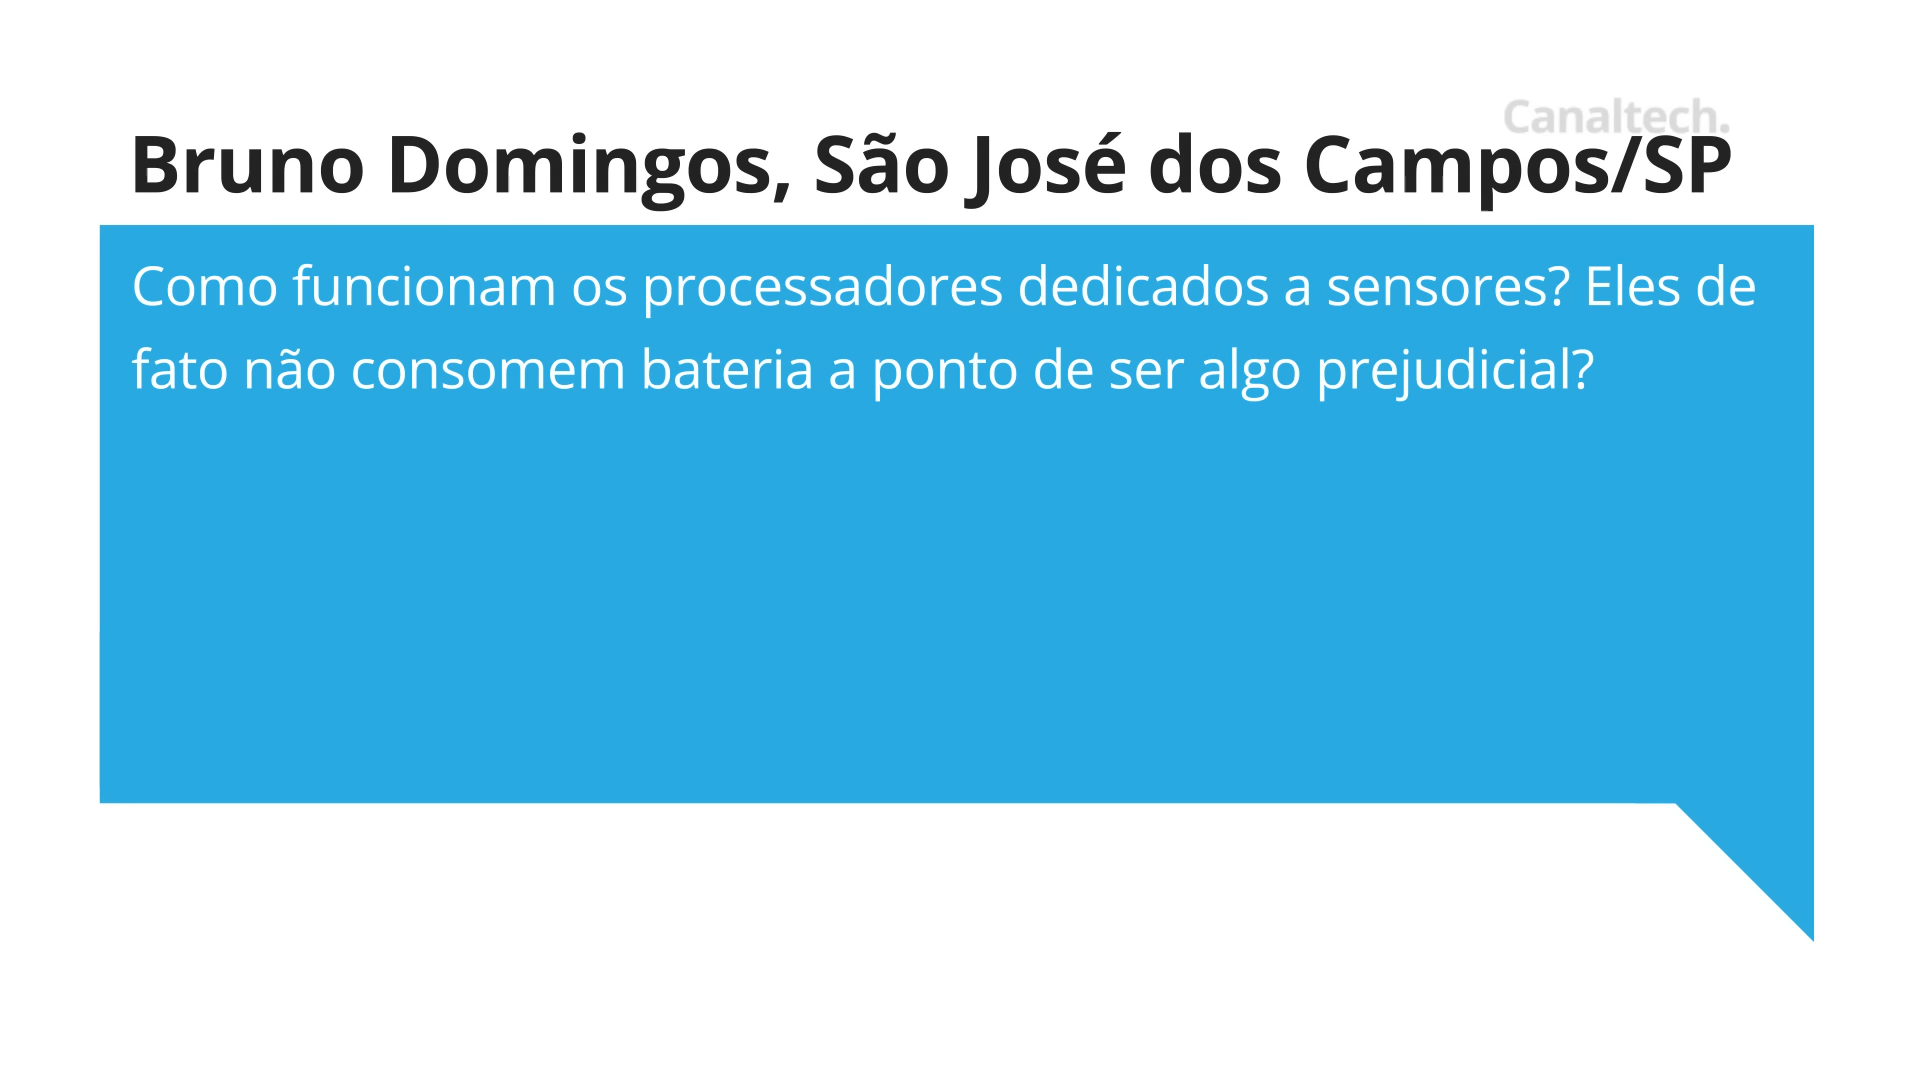 Canaltech.
Bruno Domingos, São José dos Campos/SP
Como funcionam os processadores dedicados a sensores? Eles de
fato não consomem bateria a ponto de ser algo prejudicial?